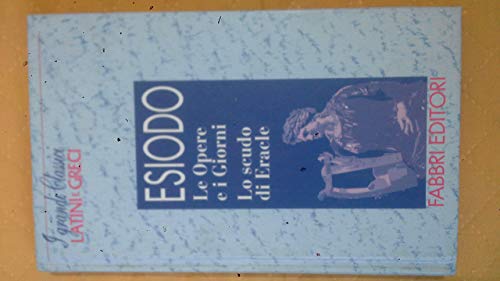 I grandi Classici
LATINI E GRECI
ESIODO
Le Opere
e i Giorni
Lo scudo
di Eracle
FABBRI EDITORI